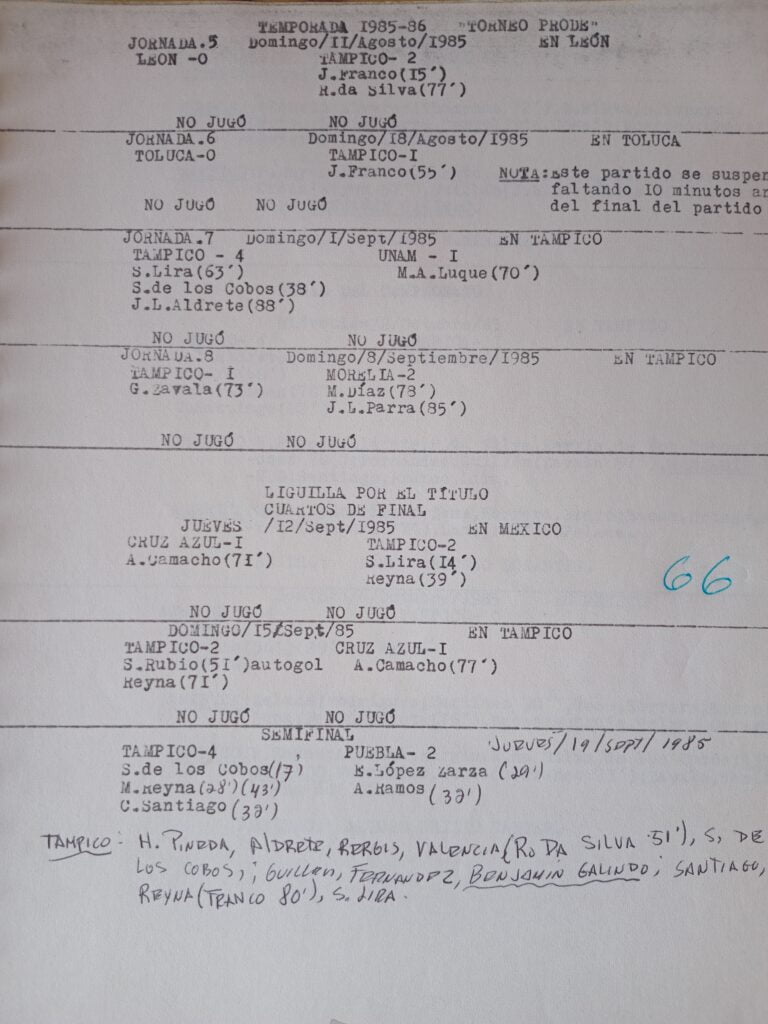 TEMPORADA 1985-86 "TORNEO PRODE"
JORNADA.5 Domingo/II/Agosto/1985 EN LEÓN
LEON -O TAMPICO- 2
J.Franco(15´)
R.da Silva(77´)
NO JUGÓ NO JUGÓ
JORNADA.6 Domingo/18/Agosto/1985 EN TOLUCA
TOLUCA-O TAMPICO-I
J.Franco(55´) NOTA:Este partido se suspen
faltando IO minutos an
NO JUGÓ NO JUGÓ del final del partido
JORNADA.7 Domingo/I/Sept/1985 EN TAMPICO
TAMPICO - 4 UNAM - I
S.Lira(63´) M.A.Luque(70´)
S.de los Cobos(38´)
J.L.Aldrete(88´)
NO JUGÓ NO JUGÓ
JORNADA.8 Domingo/8/Septiembre/1985 EN TAMPICO
TAMPICO- I MORELIA-2
G.Zavala(73´) M.Díaz(78´)
J.L.Parra(85´)
NO JUGÓ NO JUGÓ
LIGUILLA POR EL TÍTULO
CUARTOS DE FINAL
JUEVES /12/Sept/1985 EN MEXICO
CRUZ AZUL-I TAMPICO-2
A.Camacho(7I´) S.Lira(I4´)
Reyna(39´)
66
NO JUGÓ NO JUGÓ
DOMINGO/I5/Sept/85 EN TAMPICO
TAMPICO-2 CRUZ AZUL-I
S.Rubio(5I´)autogol A.Camacho(77´)
Reyna(7I´)
NO JUGÓ NO JUGÓ
SEMIFINAL
TAMPICO-4 , PUEBLA- 2 JUEVES/19/SEPT/1985
S.de los Cobos(17) E.López Zarza (29')
M.Reyna(28')(43') A.Ramos(32')
C.Santiago(32')
TAMPICO: H. PINEDA, AlDRETE, BERGIS, VALENCIA(RO DA SILVA 51'), S. DE
LOS COBOS,; GUILLEN, FERNANDEZ, BENJAMIN GALINDO; SANTIAGO,
REYNA(FRANCO 80'), S. LIRA.